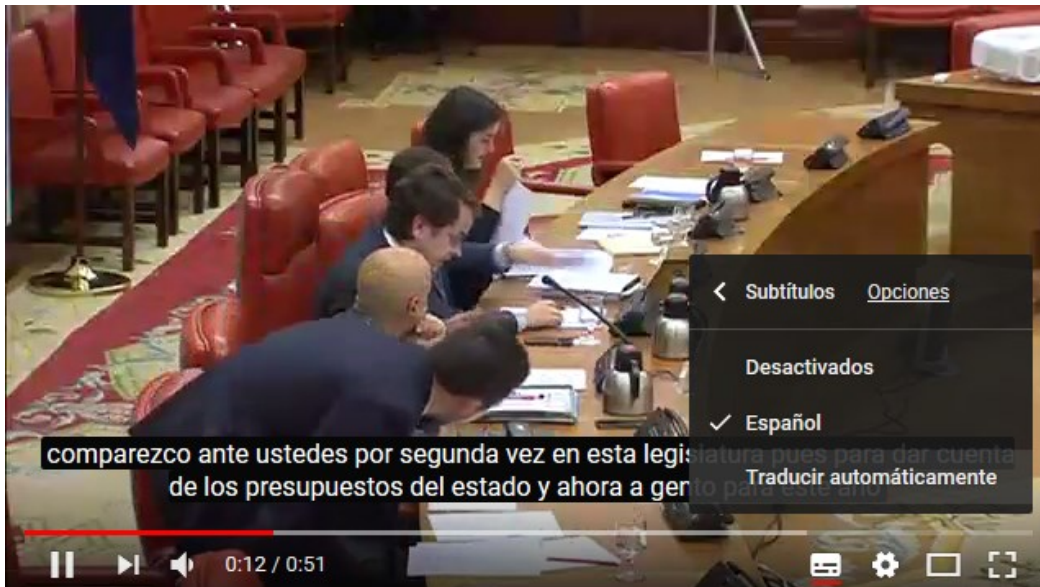 Subtítulos Opciones
Desactivados
Español
Traducir automáticamente
comparezco ante ustedes por segunda vez en esta legislatura pues para dar cuenta
de los presupuestos del estado y ahora a gento para este año
0:12 / 0:51